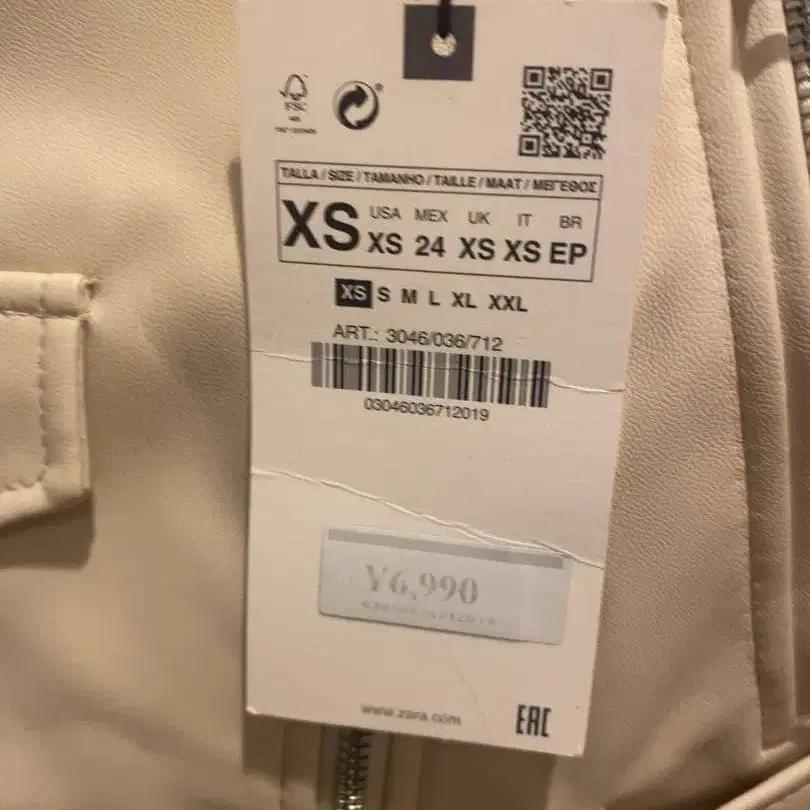 FSC
TALLA / SIZE / TAMANHO / TAILLE / MAAT / ΜΕΓΕΘΟΣ
XS USA MEX UK IT BR
XS 24 XS XS EP
XS S M L XL XXL
ART.: 3046/036/712
03046036712019
¥6,990
www.zara.com
EAC